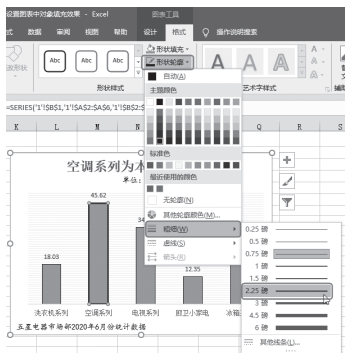 设置图表中对象填充效果 - Excel
图表工具
式 数据 审阅 视图 帮助 设计 格式 操作说明搜索
改形状
Abc Abc Abc
形状填充
形状轮廓
A A A
形状样式
艺术字样式
辅助
=SERIES('1'!$B$1,'1'!$A$2:$A$6,'1'!$B$2:$
K L M N Q R S
自动(A)
主题颜色
标准色
最近使用的颜色
无轮廓(N)
其他轮廓颜色(M)...
粗细(W)
虚线(S)
箭头(R)
0.25 磅
0.5 磅
0.75 磅
1 磅
1.5 磅
2.25 磅
3 磅
4.5 磅
6 磅
其他线条(L)...
空调系列为本
单位:
45.62
34
18.03
12.35
洗衣机系列 空调系列 电视系列 厨卫小家电 冰箱
五星电器市场部2020年6月份统计数据